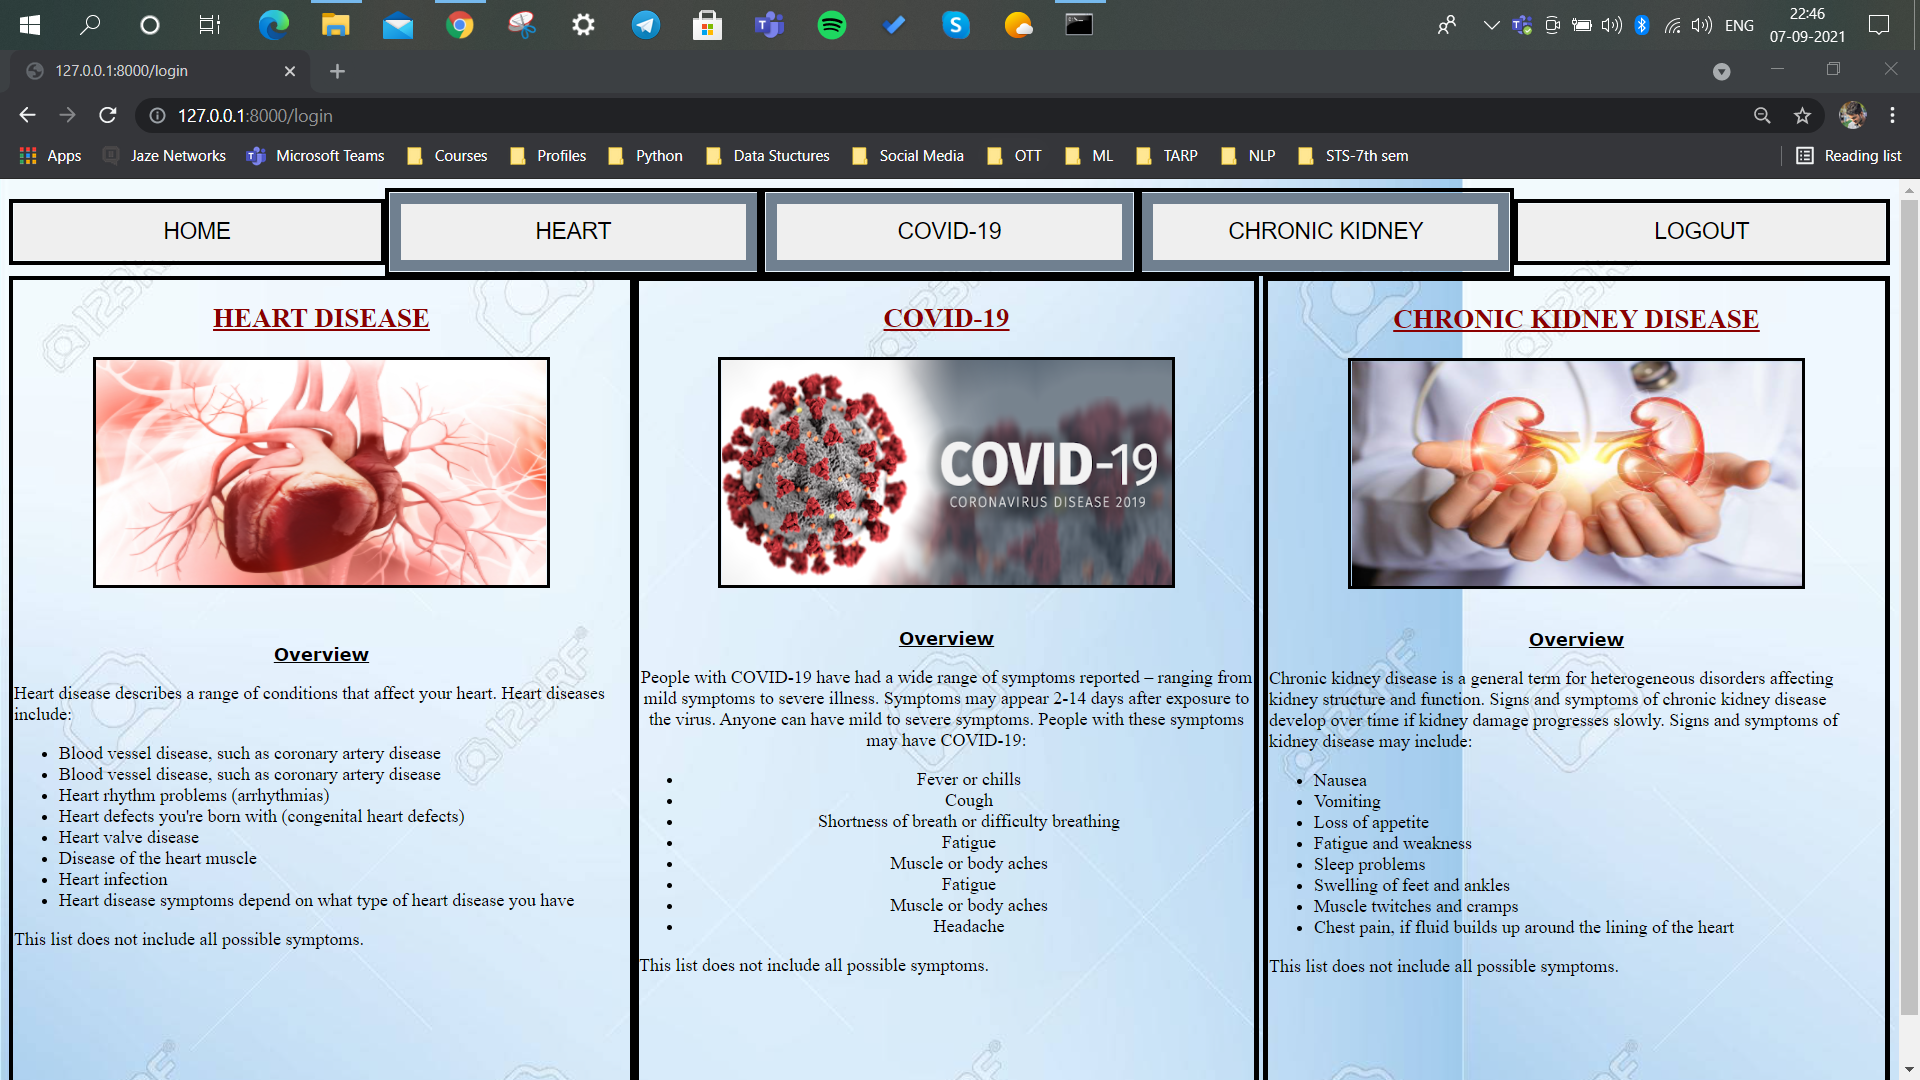 22:46
ENG
07-09-2021
127.0.0.1:8000/login
127.0.0.1:8000/login
Apps Jaze Networks Microsoft Teams Courses Profiles Python Data Stuctures Social Media OTT ML TARP NLP STS-7th sem Reading list
HOME HEART COVID-19 CHRONIC KIDNEY LOGOUT
HEART DISEASE
Overview
Heart disease describes a range of conditions that affect your heart. Heart diseases
include:
• Blood vessel disease, such as coronary artery disease
• Blood vessel disease, such as coronary artery disease
• Heart rhythm problems (arrhythmias)
• Heart defects you're born with (congenital heart defects)
• Heart valve disease
• Disease of the heart muscle
• Heart infection
• Heart disease symptoms depend on what type of heart disease you have
This list does not include all possible symptoms.
COVID-19
COVID-19
CORONAVIRUS DISEASE 2019
Overview
People with COVID-19 have had a wide range of symptoms reported – ranging from
mild symptoms to severe illness. Symptoms may appear 2-14 days after exposure to
the virus. Anyone can have mild to severe symptoms. People with these symptoms
may have COVID-19:
• Fever or chills
• Cough
• Shortness of breath or difficulty breathing
• Fatigue
• Muscle or body aches
• Fatigue
• Muscle or body aches
• Headache
This list does not include all possible symptoms.
CHRONIC KIDNEY DISEASE
Overview
Chronic kidney disease is a general term for heterogeneous disorders affecting
kidney structure and function. Signs and symptoms of chronic kidney disease
develop over time if kidney damage progresses slowly. Signs and symptoms of
kidney disease may include:
• Nausea
• Vomiting
• Loss of appetite
• Fatigue and weakness
• Sleep problems
• Swelling of feet and ankles
• Muscle twitches and cramps
• Chest pain, if fluid builds up around the lining of the heart
This list does not include all possible symptoms.
123RF
123RF
123RF
123RF
123RF
123RF